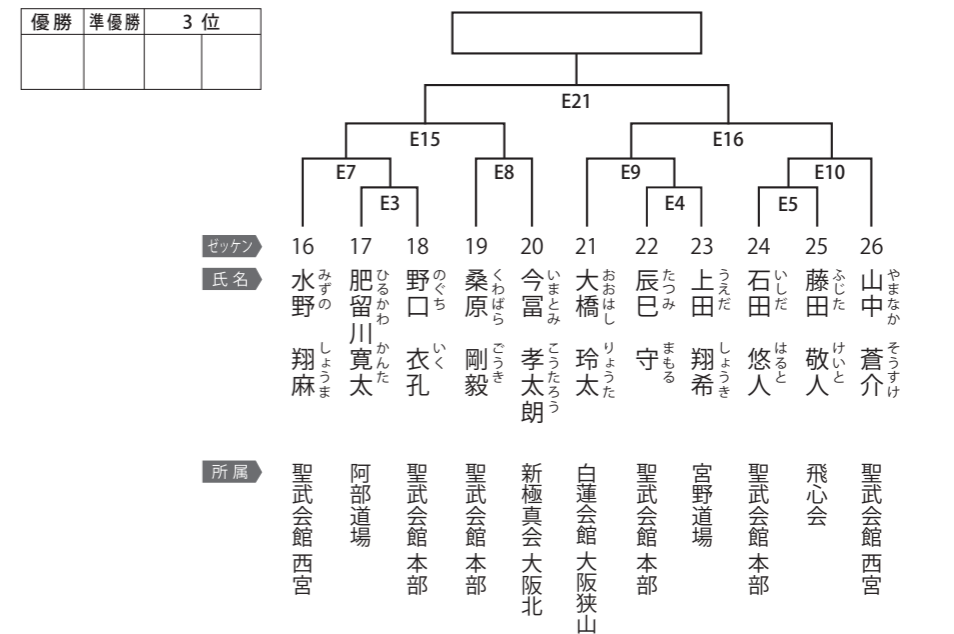 優勝 準優勝 3 位
E21
E15 E16
E7 E8 E9 E10
E3 E4 E5
ゼッケン 16 17 18 19 20 21 22 23 24 25 26
氏名
水野 翔麻
みずの しょうま
肥留川 寛太
ひるかわ かんた
野口 衣孔
のぐち いく
桑原 剛毅
くわばら ごうき
今冨 孝太朗
いまとみ こうたろう
大橋 玲太
おおはし りょうた
辰巳 守
たつみ まもる
上田 翔希
うえだ しょうき
石田 悠人
いしだ はると
藤田 敬人
ふじた けいと
山中 蒼介
やまなか そうすけ
所属
聖武会館 西宮
阿部道場
聖武会館 本部
聖武会館 本部
新極真会 大阪北
白蓮会館 大阪狭山
聖武会館 本部
宮野道場
聖武会館 本部
飛心会
聖武会館 西宮